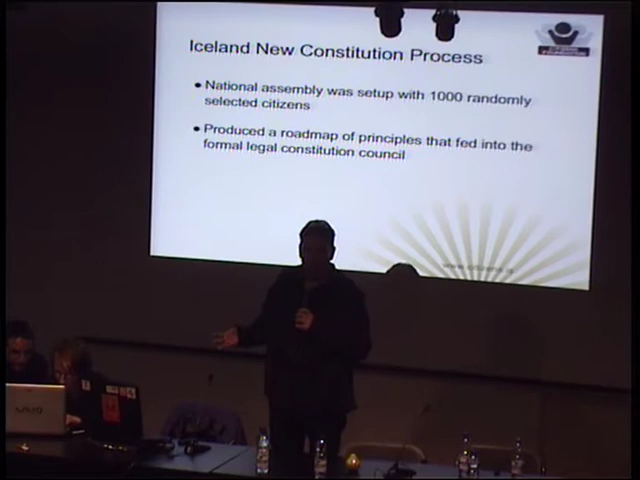 Iceland New Constitution Process
• National assembly was setup with 1000 randomly
selected citizens
• Produced a roadmap of principles that fed into the
formal legal constitution council
VAIO